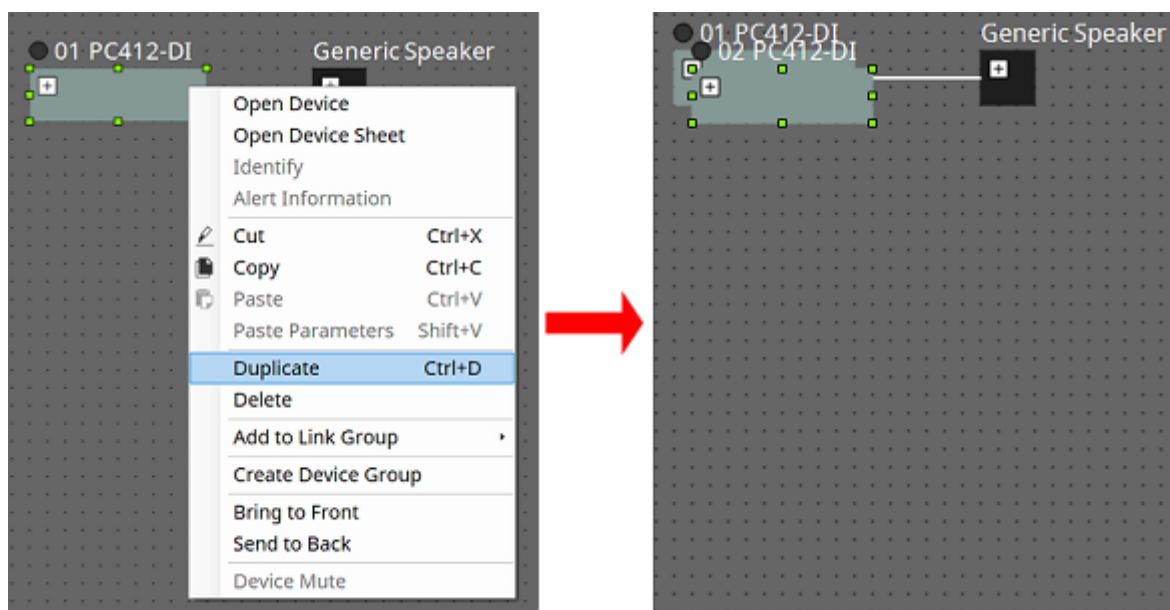 01 PC412-DI
Generic Speaker
Open Device
Open Device Sheet
Identify
Alert Information
Cut Ctrl+X
Copy Ctrl+C
Paste Ctrl+V
Paste Parameters Shift+V
Duplicate Ctrl+D
Delete
Add to Link Group
Create Device Group
Bring to Front
Send to Back
Device Mute
01 PC412-DI
02 PC412-DI
Generic Speaker